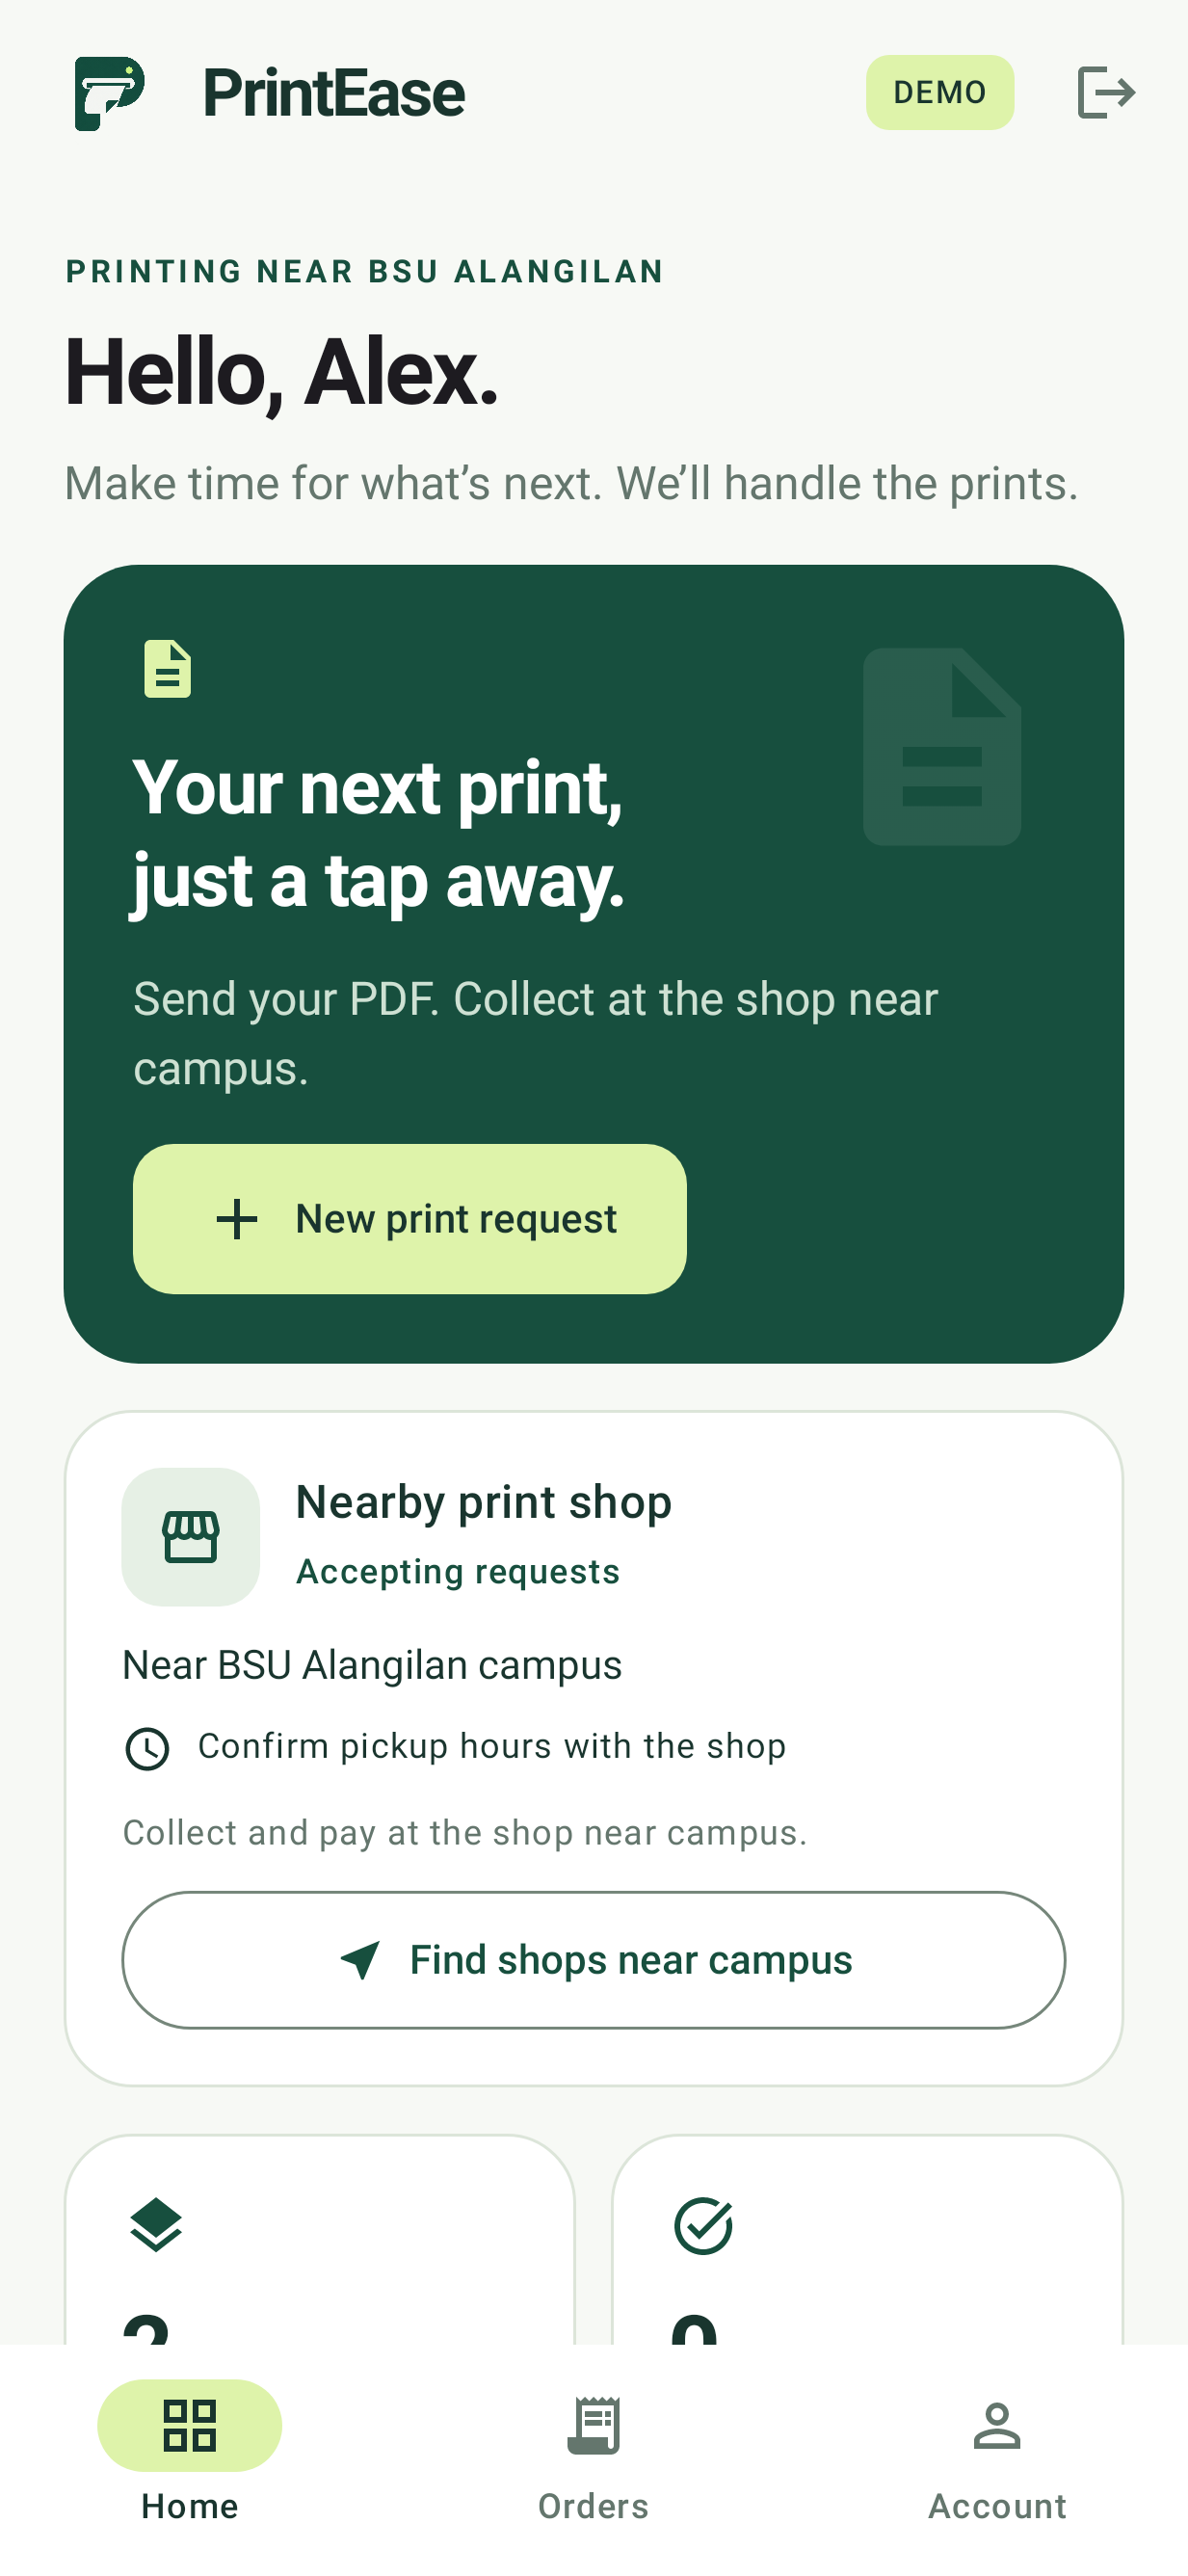 PrintEase
DEMO
PRINTING NEAR BSU ALANGILAN
Hello, Alex.
Make time for what’s next. We’ll handle the prints.
Your next print,
just a tap away.
Send your PDF. Collect at the shop near
campus.
New print request
Nearby print shop
Accepting requests
Near BSU Alangilan campus
Confirm pickup hours with the shop
Collect and pay at the shop near campus.
Find shops near campus
Home
Orders
Account